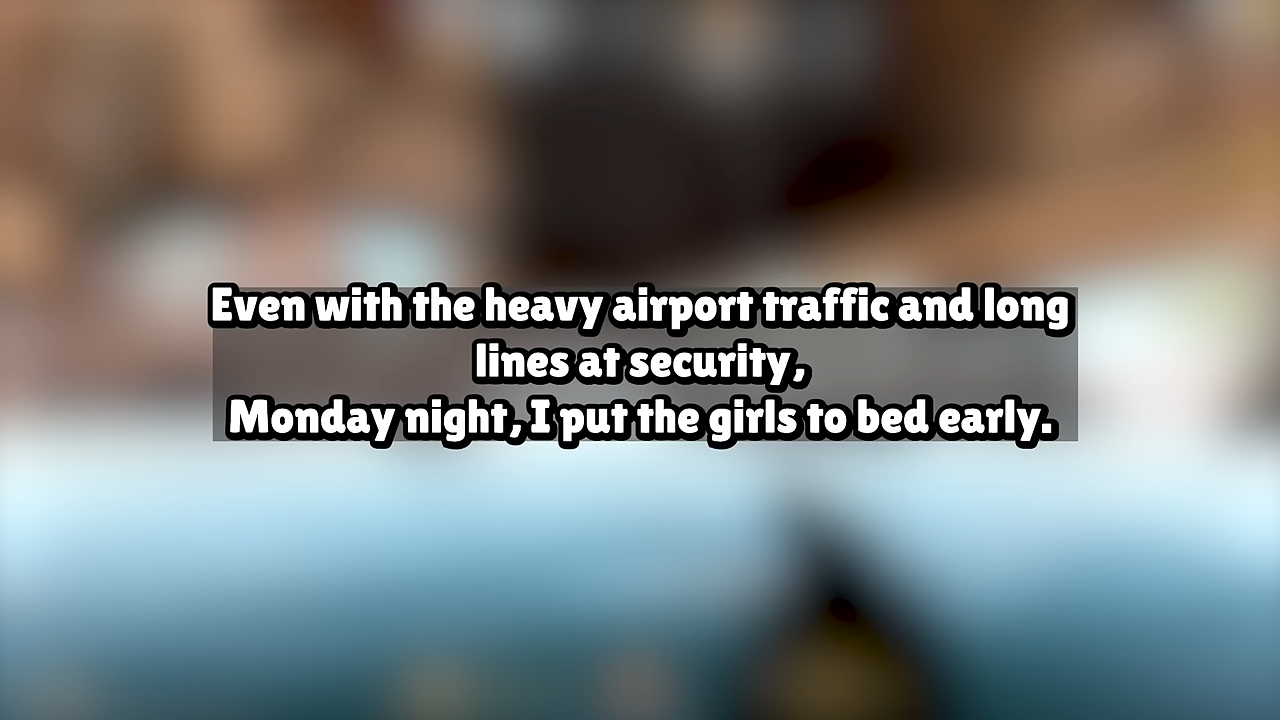 Even with the heavy airport traffic and long
lines at security,
Monday night, I put the girls to bed early.